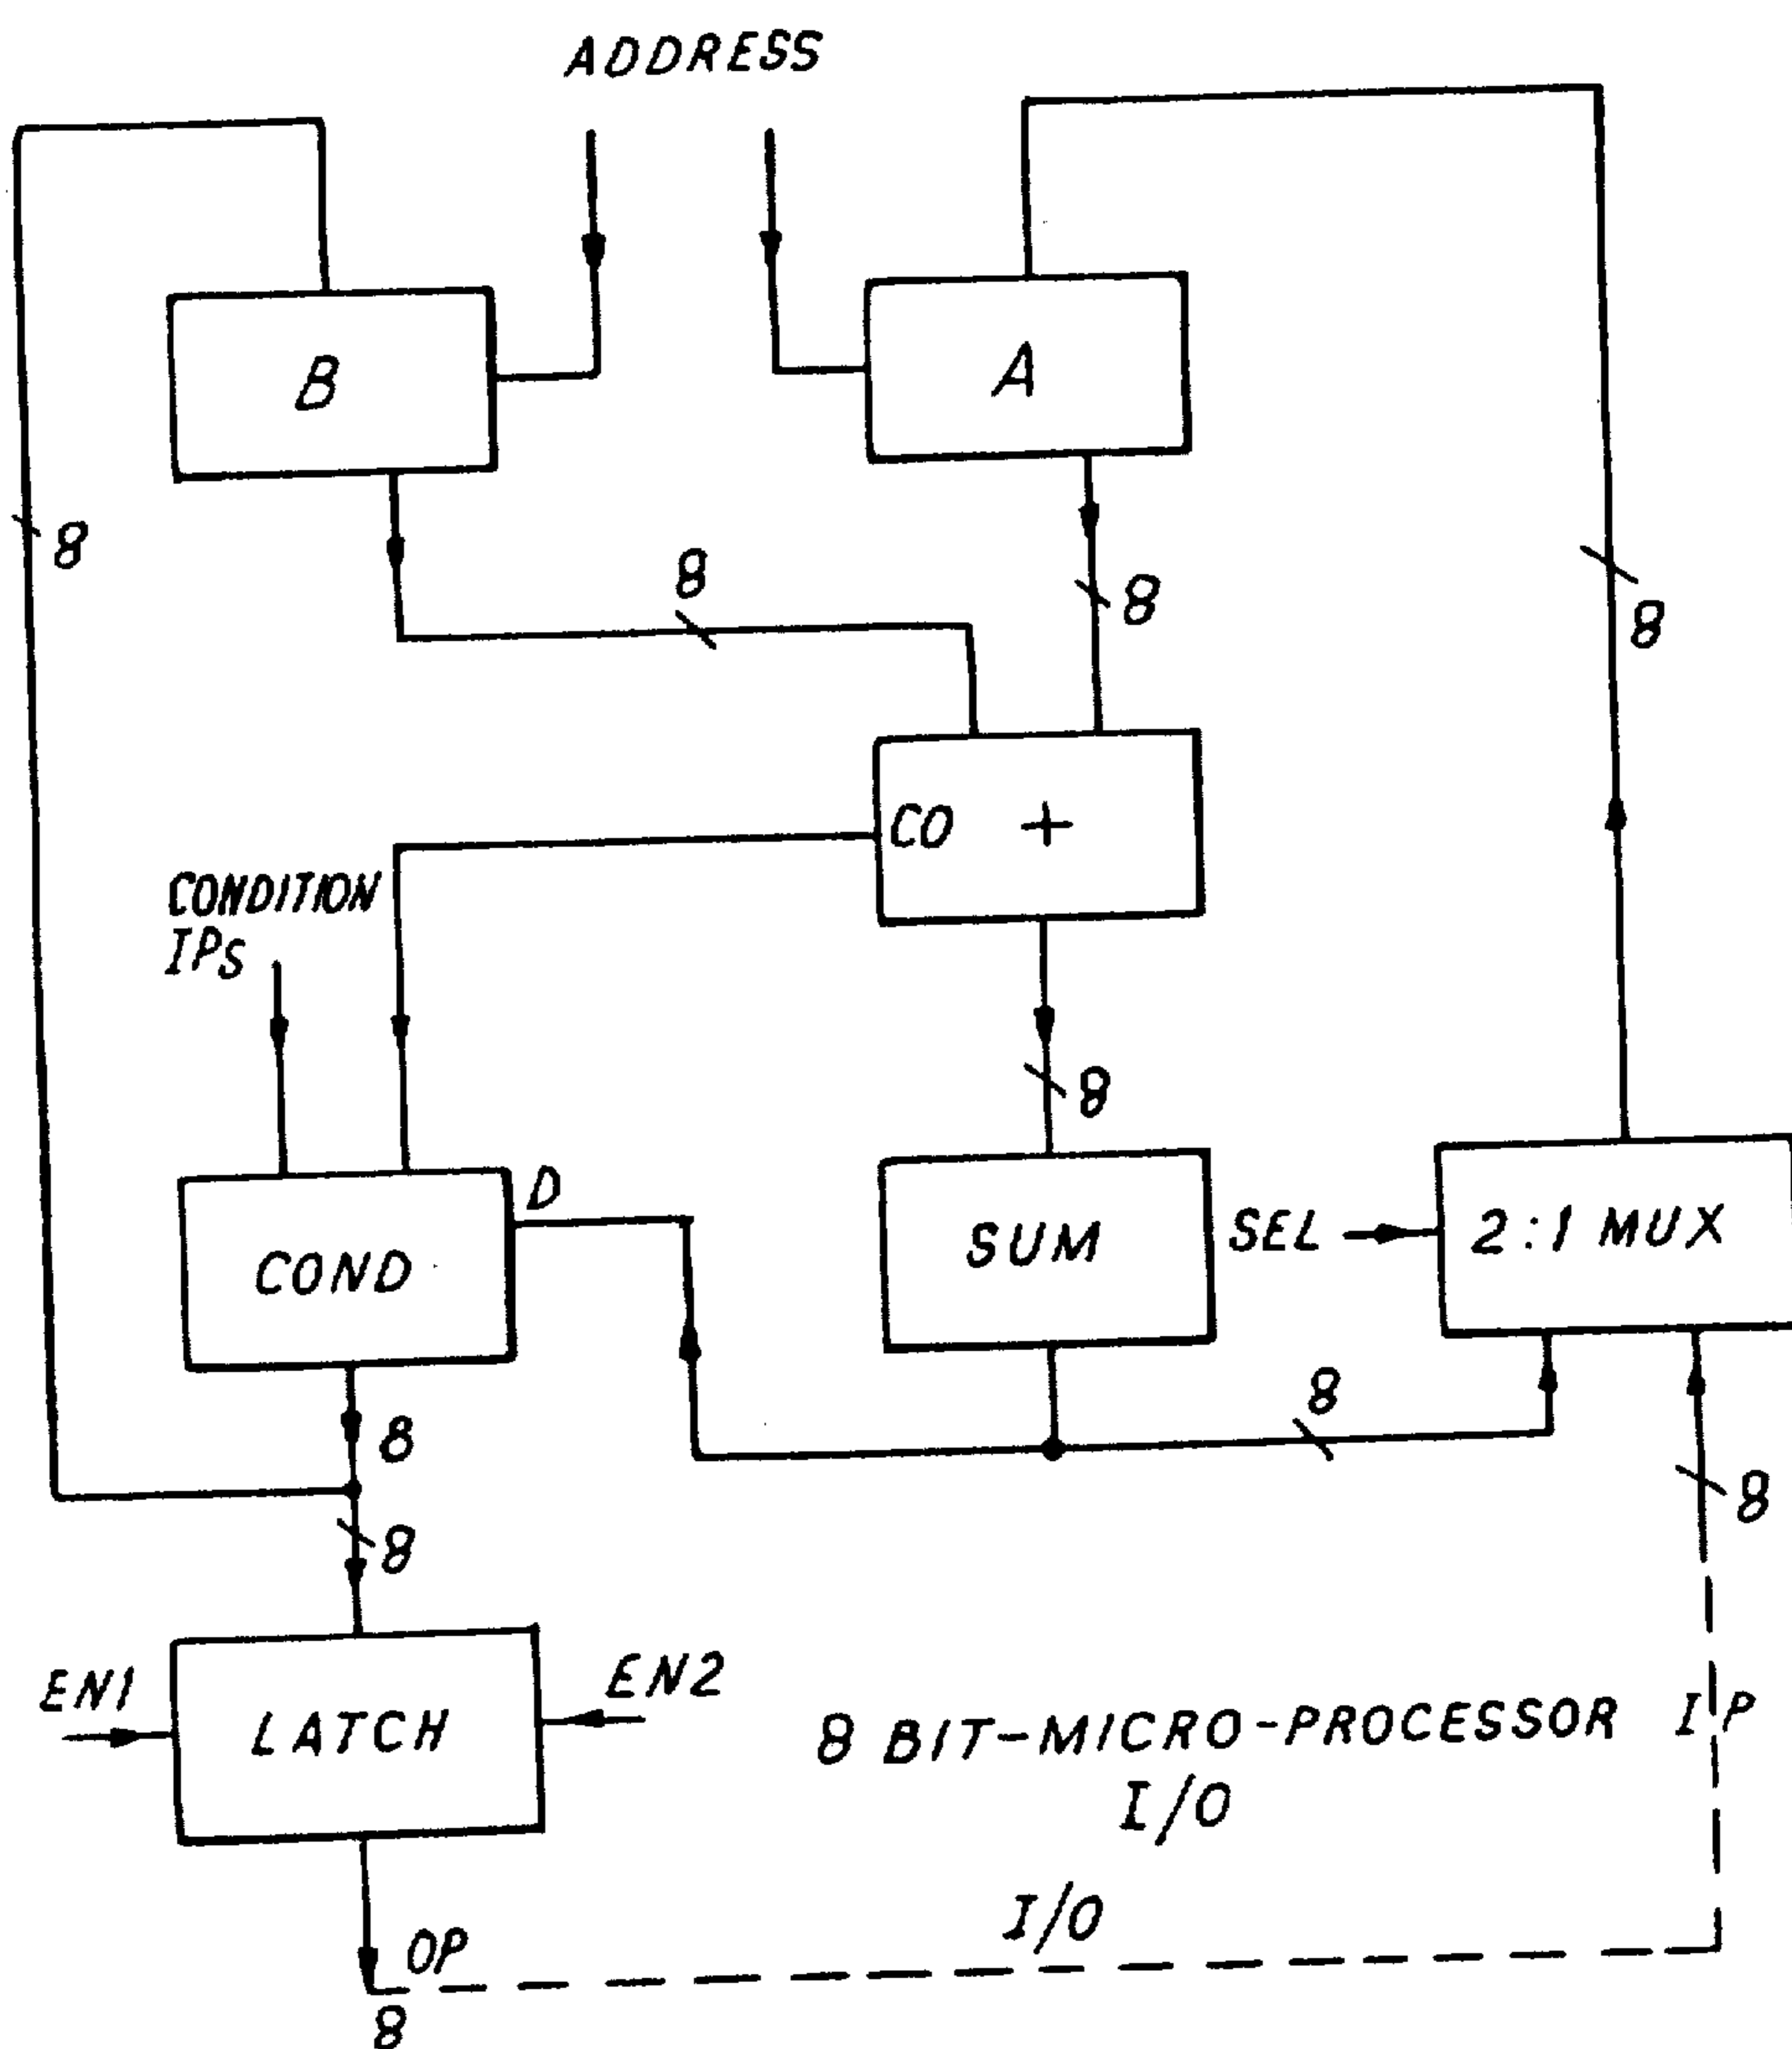 ADDRESS
B
A
8
8
8
8
CO +
CONDITION
IPS
8
D
COND
SUM
SEL
2:1 MUX
8
8
8
8
EN1
LATCH
EN2
8 BIT-MICRO-PROCESSOR
I/O
IP
I/O
OP
8